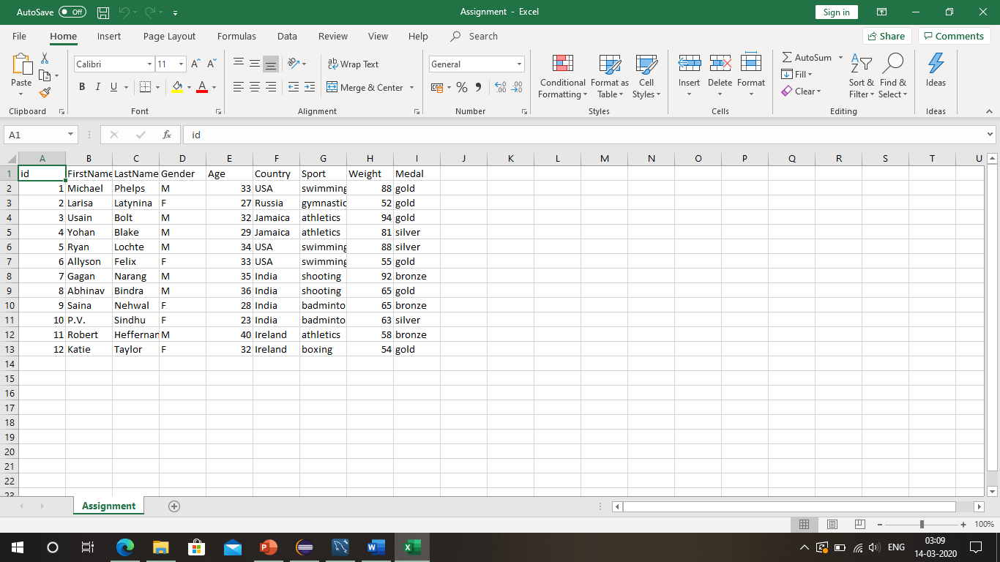 AutoSave Off Assignment - Excel Sign in
File Home Insert Page Layout Formulas Data Review View Help Search Share Comments
Paste Calibri 11 A A Wrap Text General Conditional Formatting Format as Table Cell Styles Insert Delete Format AutoSum Sort & Filter Find & Select Ideas
B I U A Merge & Center % Fill
Clear
Clipboard Font Alignment Number Styles Cells Editing Ideas
A1 fx id
A B C D E F G H I J K L M N O P Q R S T U
1 id FirstName LastName Gender Age Country Sport Weight Medal
2 1 Michael Phelps M 33 USA swimming 88 gold
3 2 Larisa Latynina F 27 Russia gymnastic 52 gold
4 3 Usain Bolt M 32 Jamaica athletics 94 gold
5 4 Yohan Blake M 29 Jamaica athletics 81 silver
6 5 Ryan Lochte M 34 USA swimming 88 silver
7 6 Allyson Felix F 33 USA swimming 55 gold
8 7 Gagan Narang M 35 India shooting 92 bronze
9 8 Abhinav Bindra M 36 India shooting 65 gold
10 9 Saina Nehwal F 28 India badminto 65 bronze
11 10 P.V. Sindhu F 23 India badminto 63 silver
12 11 Robert Heffernan M 40 Ireland athletics 58 bronze
13 12 Katie Taylor F 32 Ireland boxing 54 gold
14
15
16
17
18
19
20
21
22
23
Assignment
100%
ENG 03:09
14-03-2020